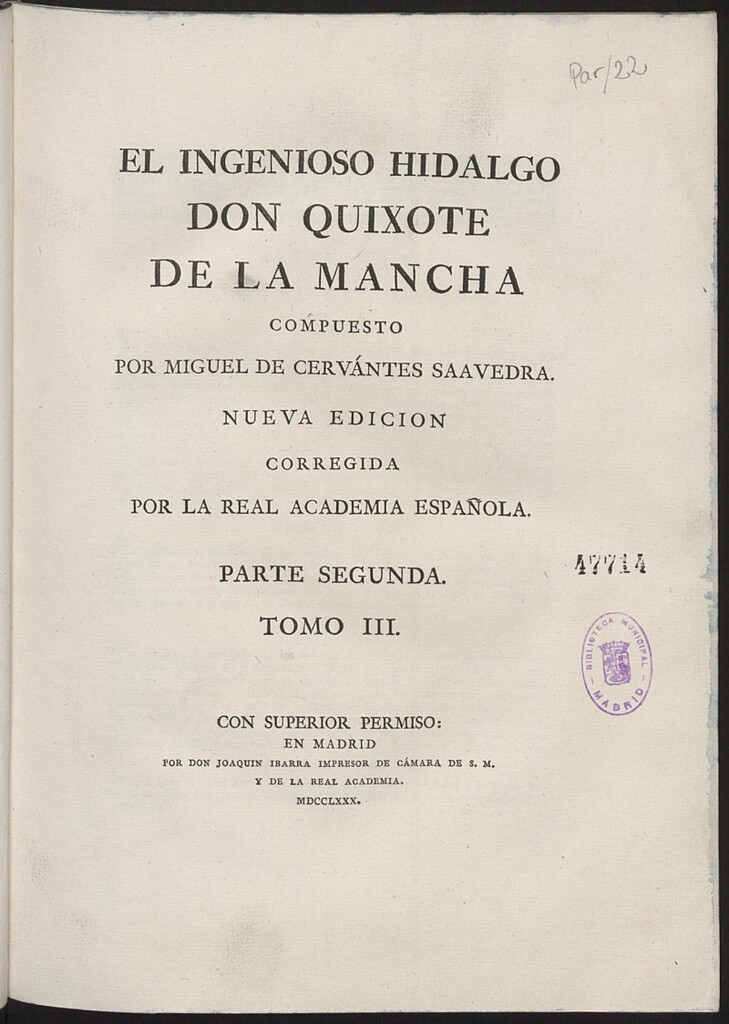 Par/22
EL INGENIOSO HIDALGO
DON QUIXOTE
DE LA MANCHA
COMPUESTO
POR MIGUEL DE CERVÁNTES SAAVEDRA.
NUEVA EDICION
CORREGIDA
POR LA REAL ACADEMIA ESPAÑOLA.
PARTE SEGUNDA.
47714
TOMO III.
BIBLIOTECA MUNICIPAL
MADRID
CON SUPERIOR PERMISO:
EN MADRID
POR DON JOAQUIN IBARRA IMPRESOR DE CÁMARA DE S. M.
Y DE LA REAL ACADEMIA.
MDCCLXXX.